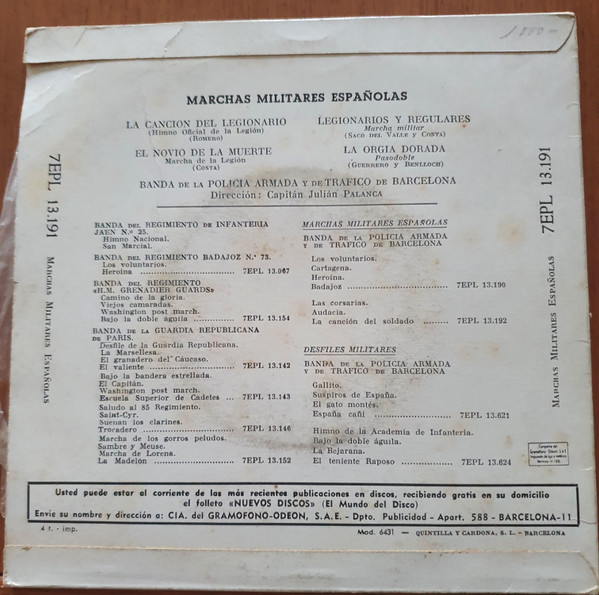 1.000-
MARCHAS MILITARES ESPAÑOLAS
LA CANCION DEL LEGIONARIO
(Himno Oficial de la Legión)
(ROMERO)
EL NOVIO DE LA MUERTE
Marcha de la Legión
(COSTA)
LEGIONARIOS Y REGULARES
Marcha militar
(SACO DEL VALLE y COSTA)
LA ORGIA DORADA
Pasodoble
(GUERRERO y BENLLOCH)
BANDA DE LA POLICIA ARMADA Y DE TRAFICO DE BARCELONA
Dirección: Capitán Julián PALANCA
7EPL 13.191
MARCHAS MILITARES ESPAÑOLAS
BANDA DEL REGIMIENTO DE INFANTERIA
JAEN N.º 25.
Himno Nacional.
San Marcial.
BANDA DEL REGIMIENTO BADAJOZ N.º 73.
Los voluntarios.
Heroína ........ 7EPL 13.067
BANDA DEL REGIMIENTO
«H.M. GRENADIER GUARDS»
Camino de la gloria.
Viejos camaradas.
Washington post march.
Bajo la doble águila ........ 7EPL 13.154
BANDA DE LA GUARDIA REPUBLICANA
DE PARIS.
Desfile de la Guardia Republicana.
La Marsellesa.
El granadero del Cáucaso.
El valiente ........ 7EPL 13.142
Bajo la bandera estrellada.
El Capitán.
Washington post march.
Escuela Superior de Cadetes ... 7EPL 13.143
Saludo al 85 Regimiento.
Saint-Cyr.
Suenan los clarines.
Trocadero ........ 7EPL 13.146
Marcha de los gorros peludos.
Sambre y Meuse.
Marcha de Lorena.
La Madelón ........ 7EPL 13.152
MARCHAS MILITARES ESPAÑOLAS
BANDA DE LA POLICIA ARMADA
Y DE TRAFICO DE BARCELONA
Los voluntarios.
Cartagena.
Heroína.
Badajoz ........ 7EPL 13.190
Las corsarias.
Audacia.
La canción del soldado ........ 7EPL 13.192
DESFILES MILITARES
BANDA DE LA POLICIA ARMADA
Y DE TRAFICO DE BARCELONA
Gallito.
Suspiros de España.
El gato montés.
España cañí ........ 7EPL 13.621
Himno de la Academia de Infantería.
Bajo la doble águila.
La Bejarana.
El teniente Raposo ........ 7EPL 13.624
7EPL 13.191
MARCHAS MILITARES ESPAÑOLAS
Usted puede estar al corriente de las más recientes publicaciones en discos, recibiendo gratis en su domicilio
el folleto «NUEVOS DISCOS» (El Mundo del Disco)
Envíe su nombre y dirección a: CIA. del GRAMOFONO-ODEON, S.A.E. - Dpto. Publicidad - Apart. 588 - BARCELONA-11
4 t. - imp.
Mod. 6431 — QUINTILLA Y CARDONA, S. L. — BARCELONA